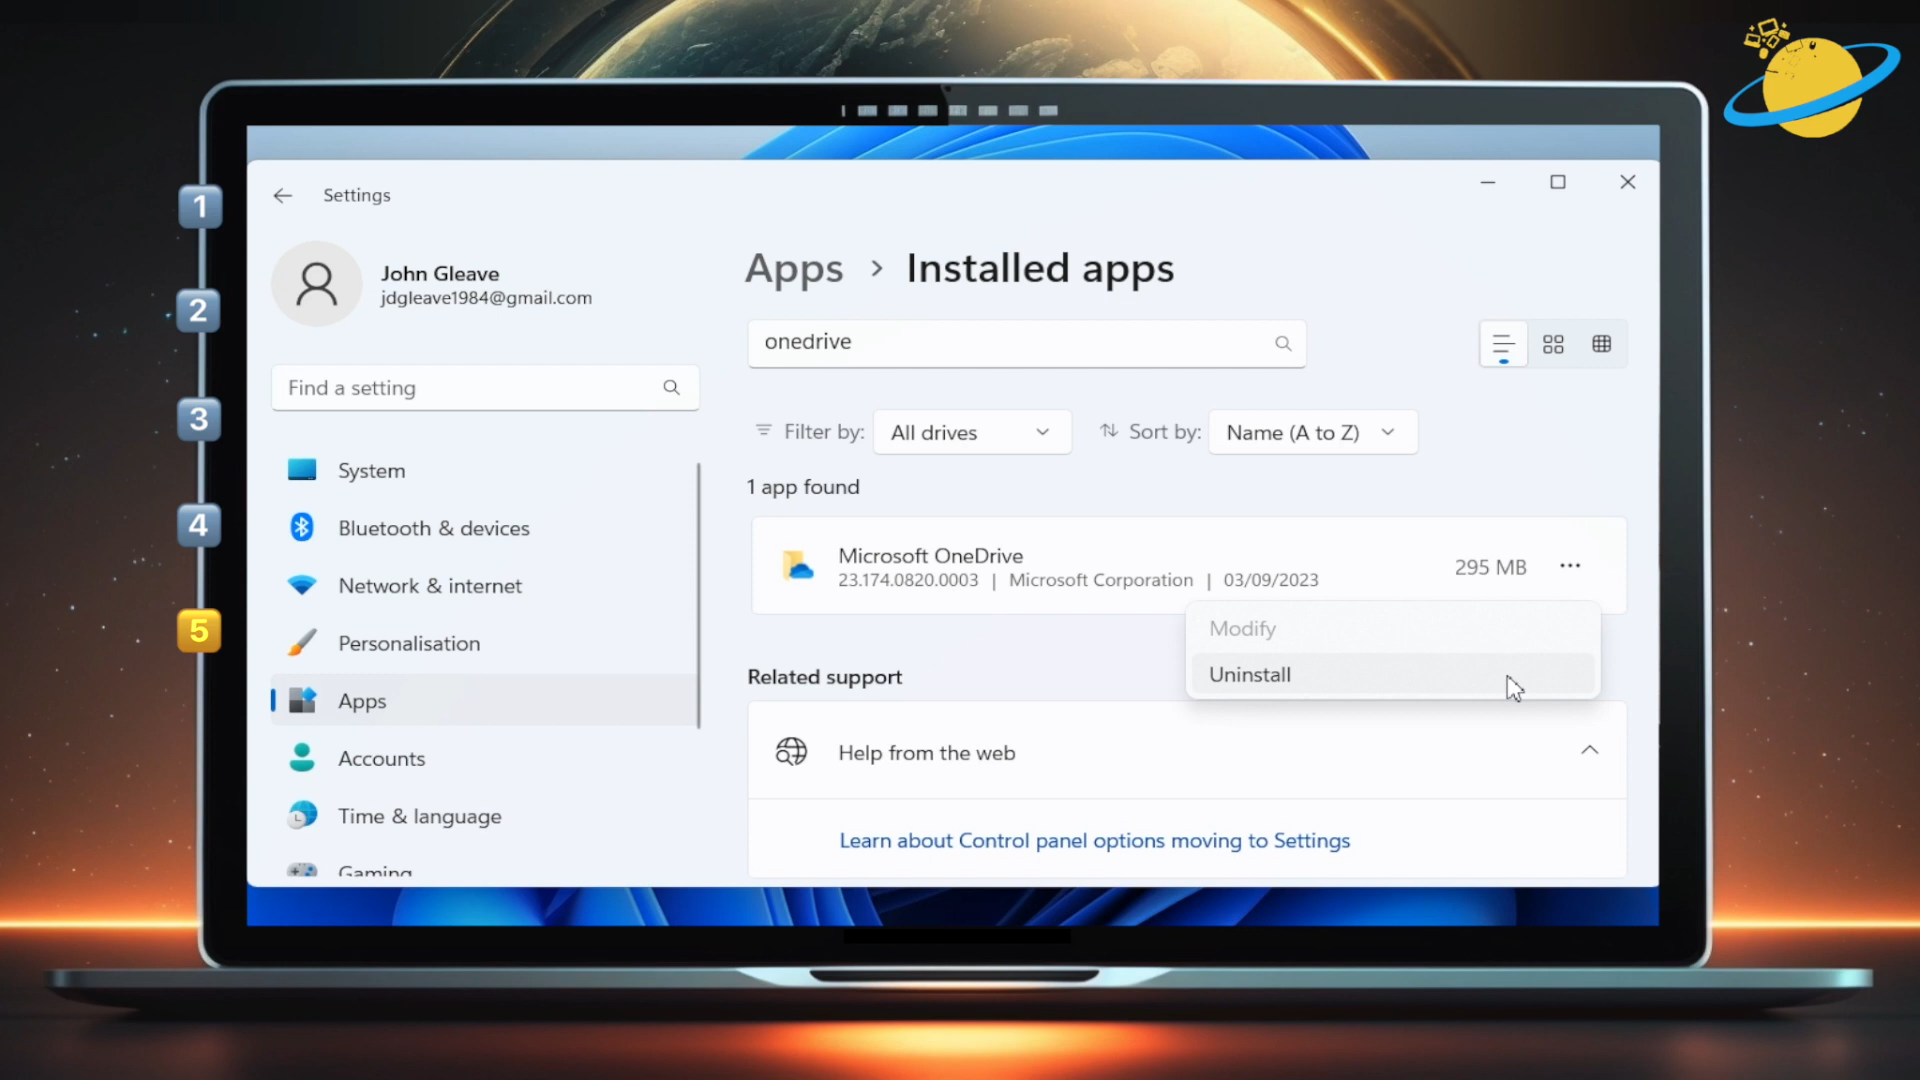 Settings
1
John Gleave
jdgleave1984@gmail.com
2
Apps > Installed apps
onedrive
Find a setting
3
Filter by: All drives
Sort by: Name (A to Z)
System
1 app found
4
Bluetooth & devices
Microsoft OneDrive
23.174.0820.0003 | Microsoft Corporation | 03/09/2023
295 MB
Network & internet
5
Modify
Personalisation
Uninstall
Related support
Apps
Help from the web
Accounts
Time & language
Learn about Control panel options moving to Settings
Gaming